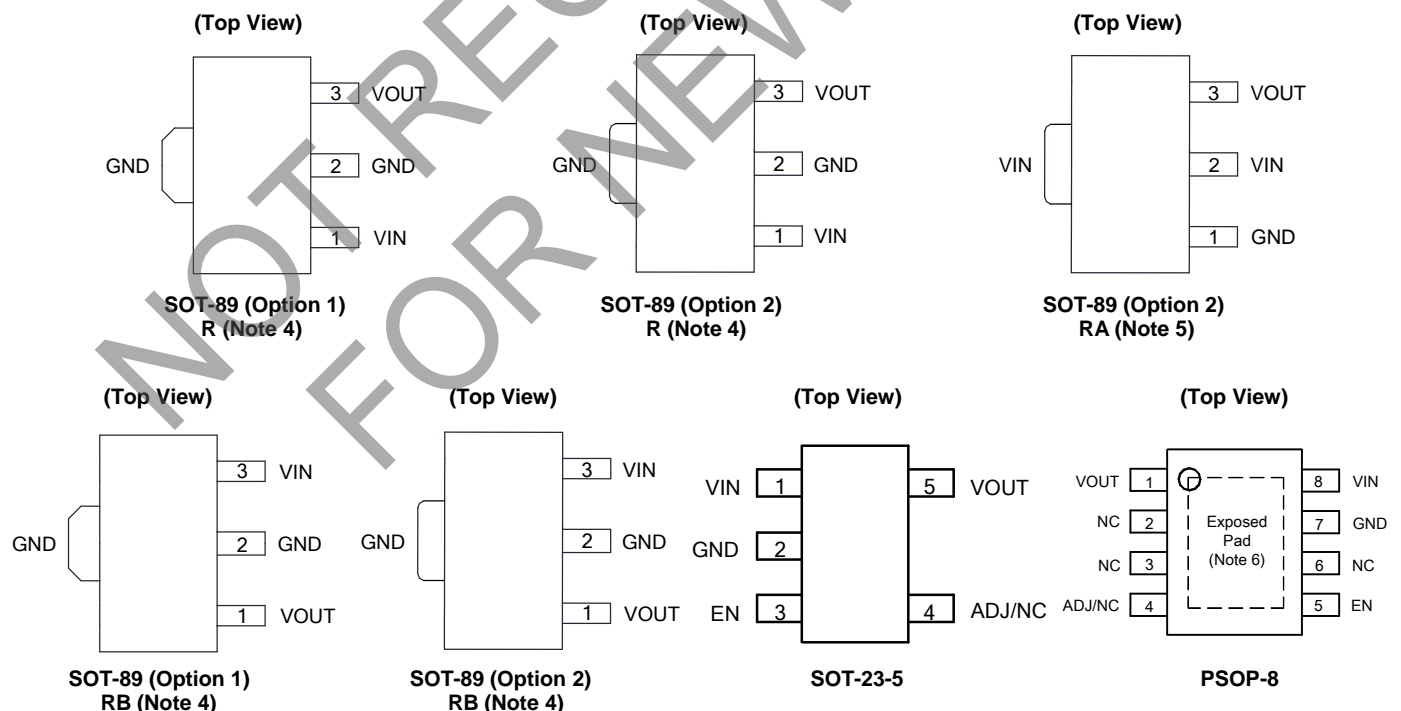 (Top View)
3 VOUT
GND
2 GND
1 VIN
SOT-89 (Option 1)
R (Note 4)
(Top View)
3 VOUT
GND
2 GND
1 VIN
SOT-89 (Option 2)
R (Note 4)
(Top View)
3 VOUT
VIN
2 VIN
1 GND
SOT-89 (Option 2)
RA (Note 5)
(Top View)
3 VIN
GND
2 GND
1 VOUT
SOT-89 (Option 1)
RB (Note 4)
(Top View)
3 VIN
GND
2 GND
1 VOUT
SOT-89 (Option 2)
RB (Note 4)
(Top View)
VIN 1 5 VOUT
GND 2
EN 3 4 ADJ/NC
SOT-23-5
(Top View)
VOUT 1 8 VIN
NC 2 7 GND
Exposed
Pad
(Note 6)
NC 3 6 NC
ADJ/NC 4 5 EN
PSOP-8
NOT
FOR NEW